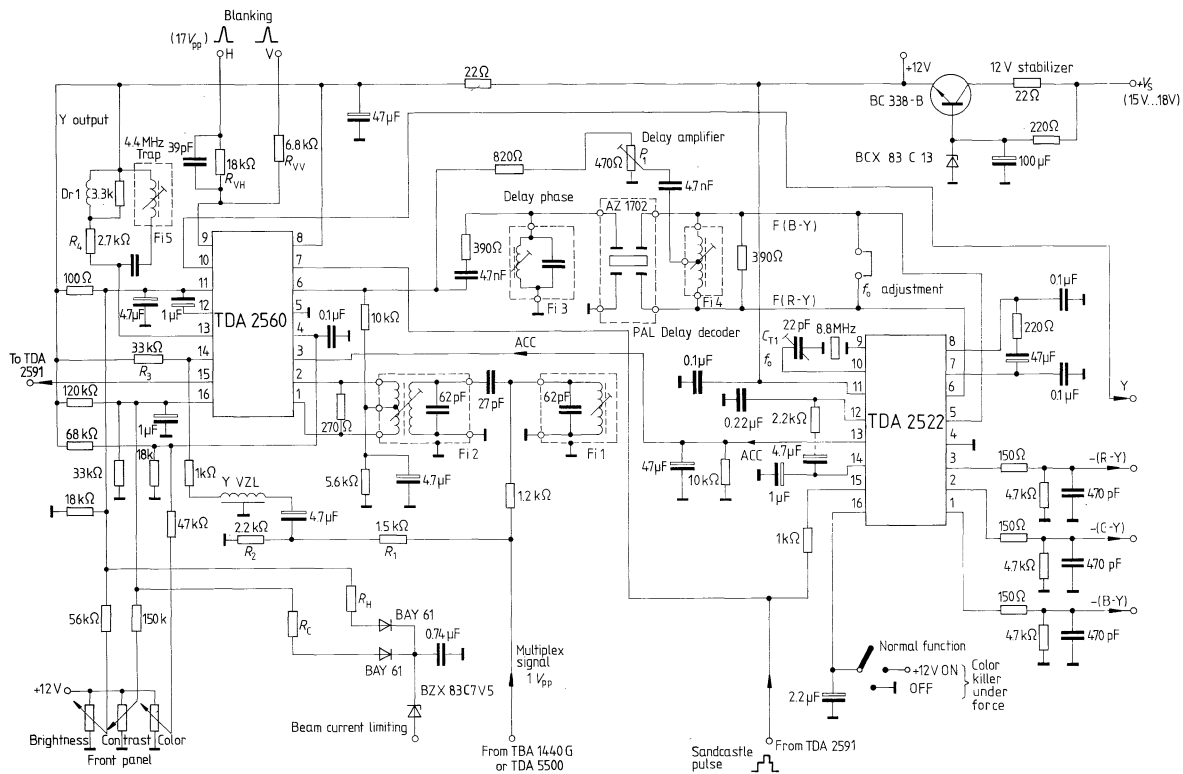 Blanking
(17Vpp)
H
V
+12V
12V stabilizer
22Ω
+Vs
(15V...18V)
22Ω
BC 338-B
Y output
47µF
4.4MHz
Trap
39pF
18kΩ
RVH
6.8kΩ
RVV
Delay amplifier
820Ω
470Ω
P1
220Ω
BCX 83 C 13
100µF
Dr1
3.3k
4.7nF
R4
2.7kΩ
Fi5
Delay phase
AZ 1702
F(B-Y)
9
8
10
7
11
6
12
5
13
4
14
3
15
2
16
1
TDA 2560
390Ω
4.7nF
Fi3
Fi4
390Ω
fo adjustment
100Ω
4.7µF
1µF
10kΩ
0.1µF
PAL Delay decoder
F(R-Y)
0.1µF
220Ω
47µF
0.1µF
CT1
22pF
8.8MHz
fo
To TDA
2591
33kΩ
R3
ACC
0.1µF
9
8
10
7
11
6
12
5
13
4
14
3
15
2
16
1
TDA 2522
Y
120kΩ
1µF
270Ω
62pF
27pF
62pF
0.22µF
2.2kΩ
68kΩ
18k
Fi2
Fi1
ACC
4.7µF
33kΩ
1kΩ
5.6kΩ
4.7µF
47µF
10kΩ
1µF
150Ω
-(R-Y)
4.7kΩ
470 pF
18kΩ
Y VZL
4.7µF
1.2kΩ
47kΩ
2.2kΩ
R2
1.5kΩ
R1
1kΩ
150Ω
-(C-Y)
4.7kΩ
470 pF
RH
56kΩ
150k
RC
BAY 61
BAY 61
0.74µF
150Ω
-(B-Y)
4.7kΩ
470 pF
Multiplex
signal
1Vpp
Normal function
+12V ON
OFF
Color
killer
under
force
BZX 83C7V5
2.2µF
+12V
Beam current limiting
Brightness
Contrast
Color
Front panel
From TBA 1440G
or TDA 5500
Sandcastle
pulse
From TDA 2591